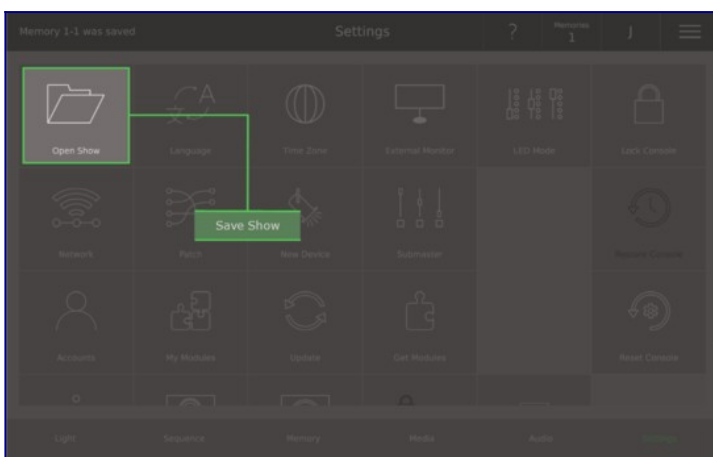 Memory 1-1 was saved
Settings
?
Memories
1
J
Open Show
Language
Time Zone
External Monitor
LED Mode
Lock Console
Save Show
Network
Patch
New Device
Submaster
Restore Console
Accounts
My Modules
Update
Get Modules
Reset Console
Light
Sequence
Memory
Media
Audio
Settings